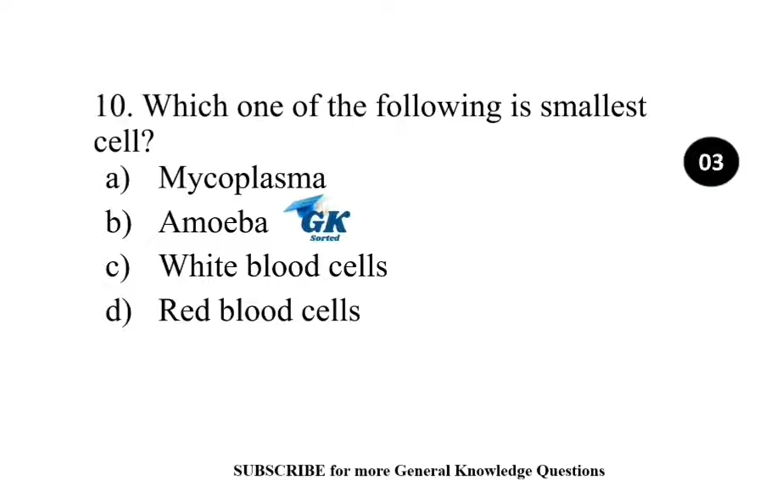 10. Which one of the following is smallest
cell?
03
a) Mycoplasma
b) Amoeba
GK
Sorted
c) White blood cells
d) Red blood cells
SUBSCRIBE for more General Knowledge Questions